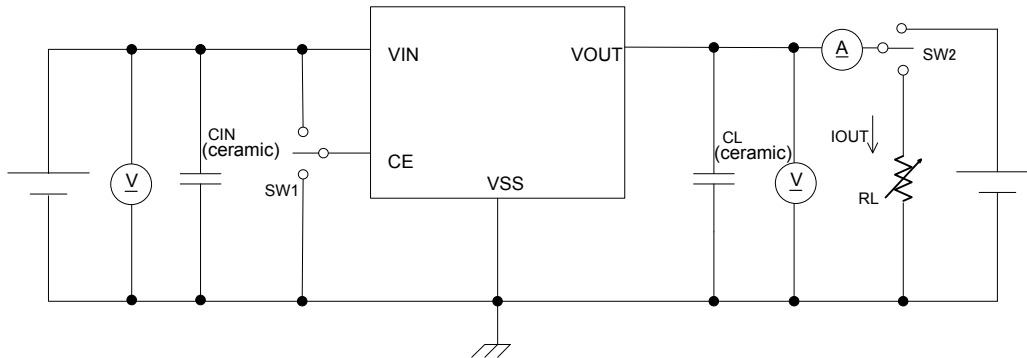 VIN
VOUT
A
SW2
CIN
(ceramic)
CE
SW1
V
VSS
CL
(ceramic)
V
IOUT
RL